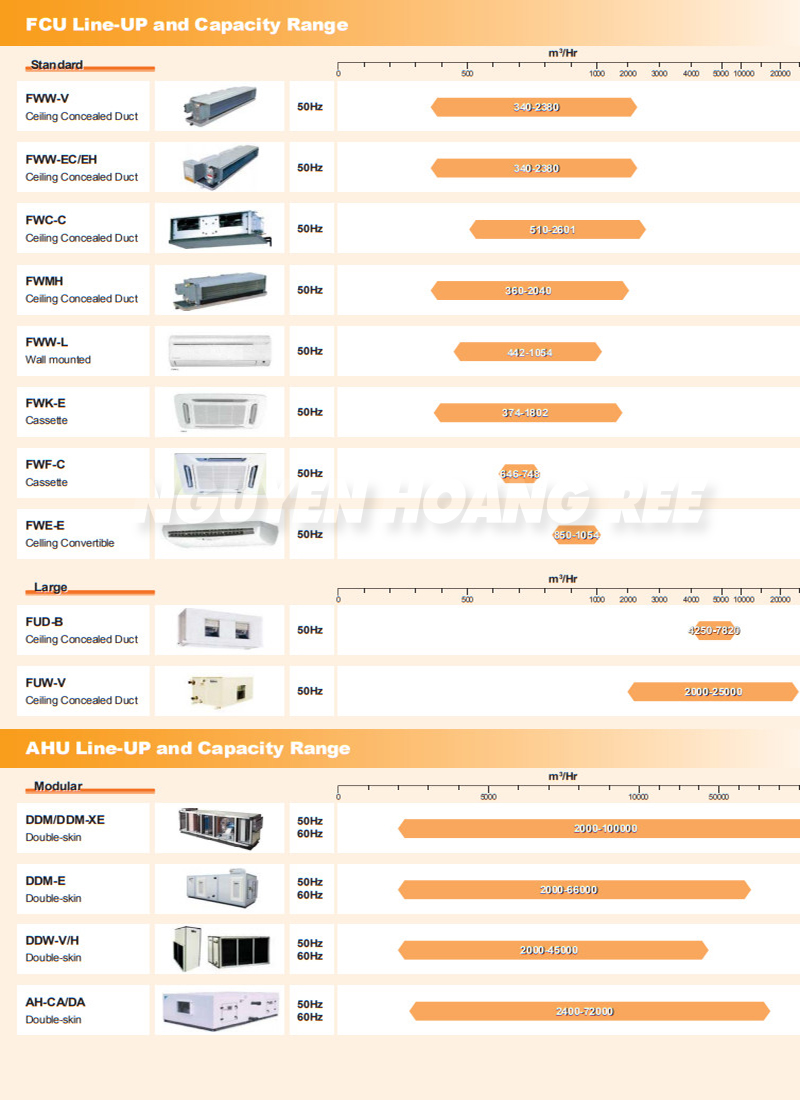 FCU Line-UP and Capacity Range
Standard
m³/Hr
0 500 1000 2000 3000 4000 5000 10000 20000
FWW-V
Ceiling Concealed Duct
50Hz
340-2380
FWW-EC/EH
Ceiling Concealed Duct
50Hz
340-2380
FWC-C
Ceiling Concealed Duct
50Hz
510-2601
FWMH
Ceiling Concealed Duct
50Hz
360-2040
FWW-L
Wall mounted
50Hz
442-1054
FWK-E
Cassette
50Hz
374-1802
FWF-C
Cassette
50Hz
646-748
NGUYEN HOANG REE
FWE-E
Celling Convertible
50Hz
850-1054
Large
m³/Hr
0 500 1000 2000 3000 4000 5000 10000 20000
FUD-B
Ceiling Concealed Duct
50Hz
4250-7820
FUW-V
Ceiling Concealed Duct
50Hz
2000-25000
AHU Line-UP and Capacity Range
Modular
m³/Hr
0 5000 10000 50000
DDM/DDM-XE
Double-skin
50Hz
60Hz
2000-100000
DDM-E
Double-skin
50Hz
60Hz
2000-66000
DDW-V/H
Double-skin
50Hz
60Hz
2000-45000
AH-CA/DA
Double-skin
50Hz
60Hz
2400-72000